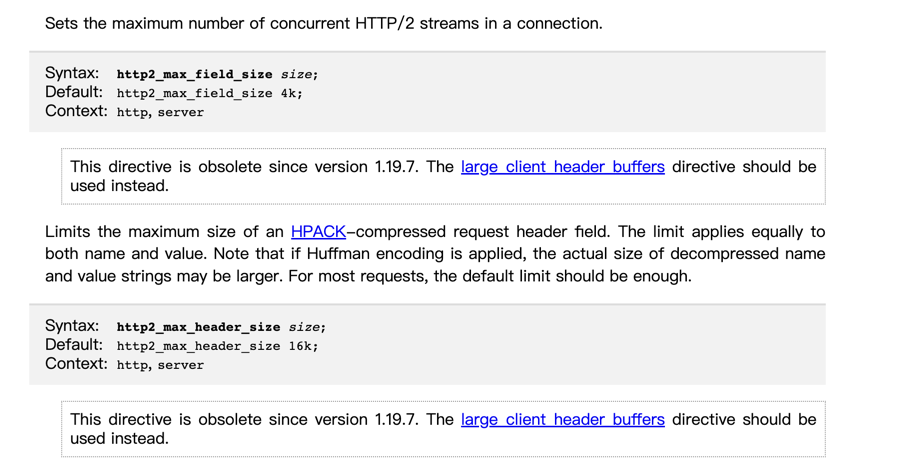 Sets the maximum number of concurrent HTTP/2 streams in a connection.
Syntax: http2_max_field_size size;
Default: http2_max_field_size 4k;
Context: http, server
This directive is obsolete since version 1.19.7. The large_client_header_buffers directive should be
used instead.
Limits the maximum size of an HPACK-compressed request header field. The limit applies equally to
both name and value. Note that if Huffman encoding is applied, the actual size of decompressed name
and value strings may be larger. For most requests, the default limit should be enough.
Syntax: http2_max_header_size size;
Default: http2_max_header_size 16k;
Context: http, server
This directive is obsolete since version 1.19.7. The large_client_header_buffers directive should be
used instead.